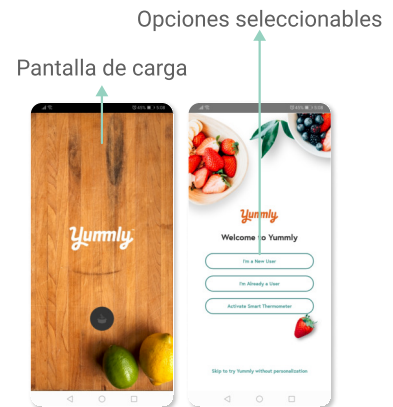 Opciones seleccionables
Pantalla de carga
Yummly
Yummly
Welcome to Yummly
I'm a New User
I'm Already a User
Activate Smart Thermometer
Skip to try Yummly without personalization